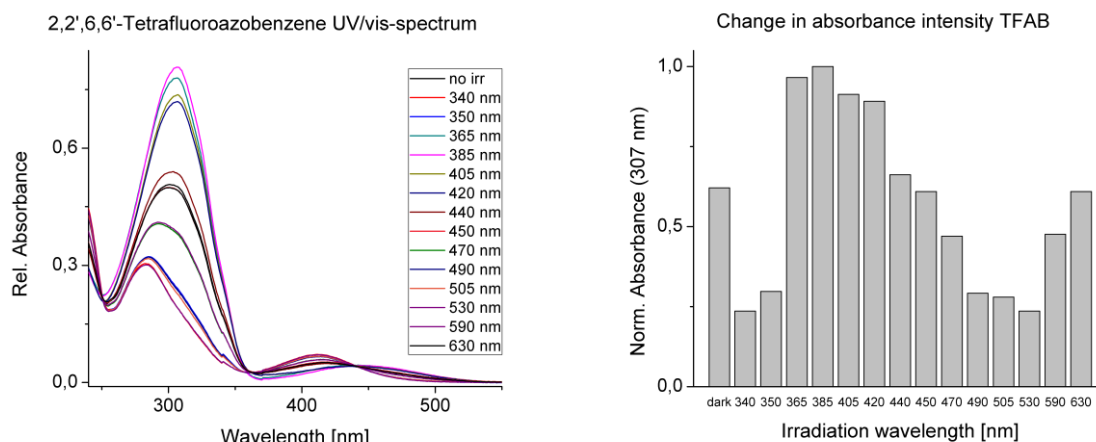 2,2',6,6'-Tetrafluoroazobenzene UV/vis-spectrum
Rel. Absorbance
0,6
0,3
0,0
300
400
500
Wavelength [nm]
no irr
340 nm
350 nm
365 nm
385 nm
405 nm
420 nm
440 nm
450 nm
470 nm
490 nm
505 nm
530 nm
590 nm
630 nm
Change in absorbance intensity TFAB
Norm. Absorbance (307 nm)
1,0
0,5
0,0
dark 340 350 365 385 405 420 440 450 470 490 505 530 590 630
Irradiation wavelength [nm]